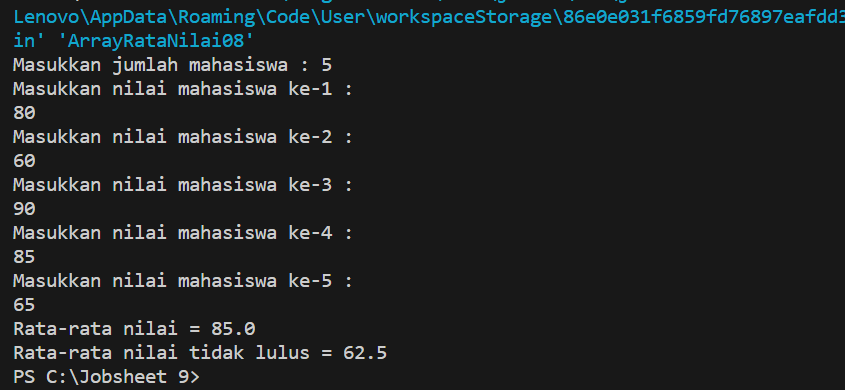 Lenovo\AppData\Roaming\Code\User\workspaceStorage\86e0e031f6859fd76897eafdd3
in' 'ArrayRataNilai08'
Masukkan jumlah mahasiswa : 5
Masukkan nilai mahasiswa ke-1 :
80
Masukkan nilai mahasiswa ke-2 :
60
Masukkan nilai mahasiswa ke-3 :
90
Masukkan nilai mahasiswa ke-4 :
85
Masukkan nilai mahasiswa ke-5 :
65
Rata-rata nilai = 85.0
Rata-rata nilai tidak lulus = 62.5
PS C:\Jobsheet 9>